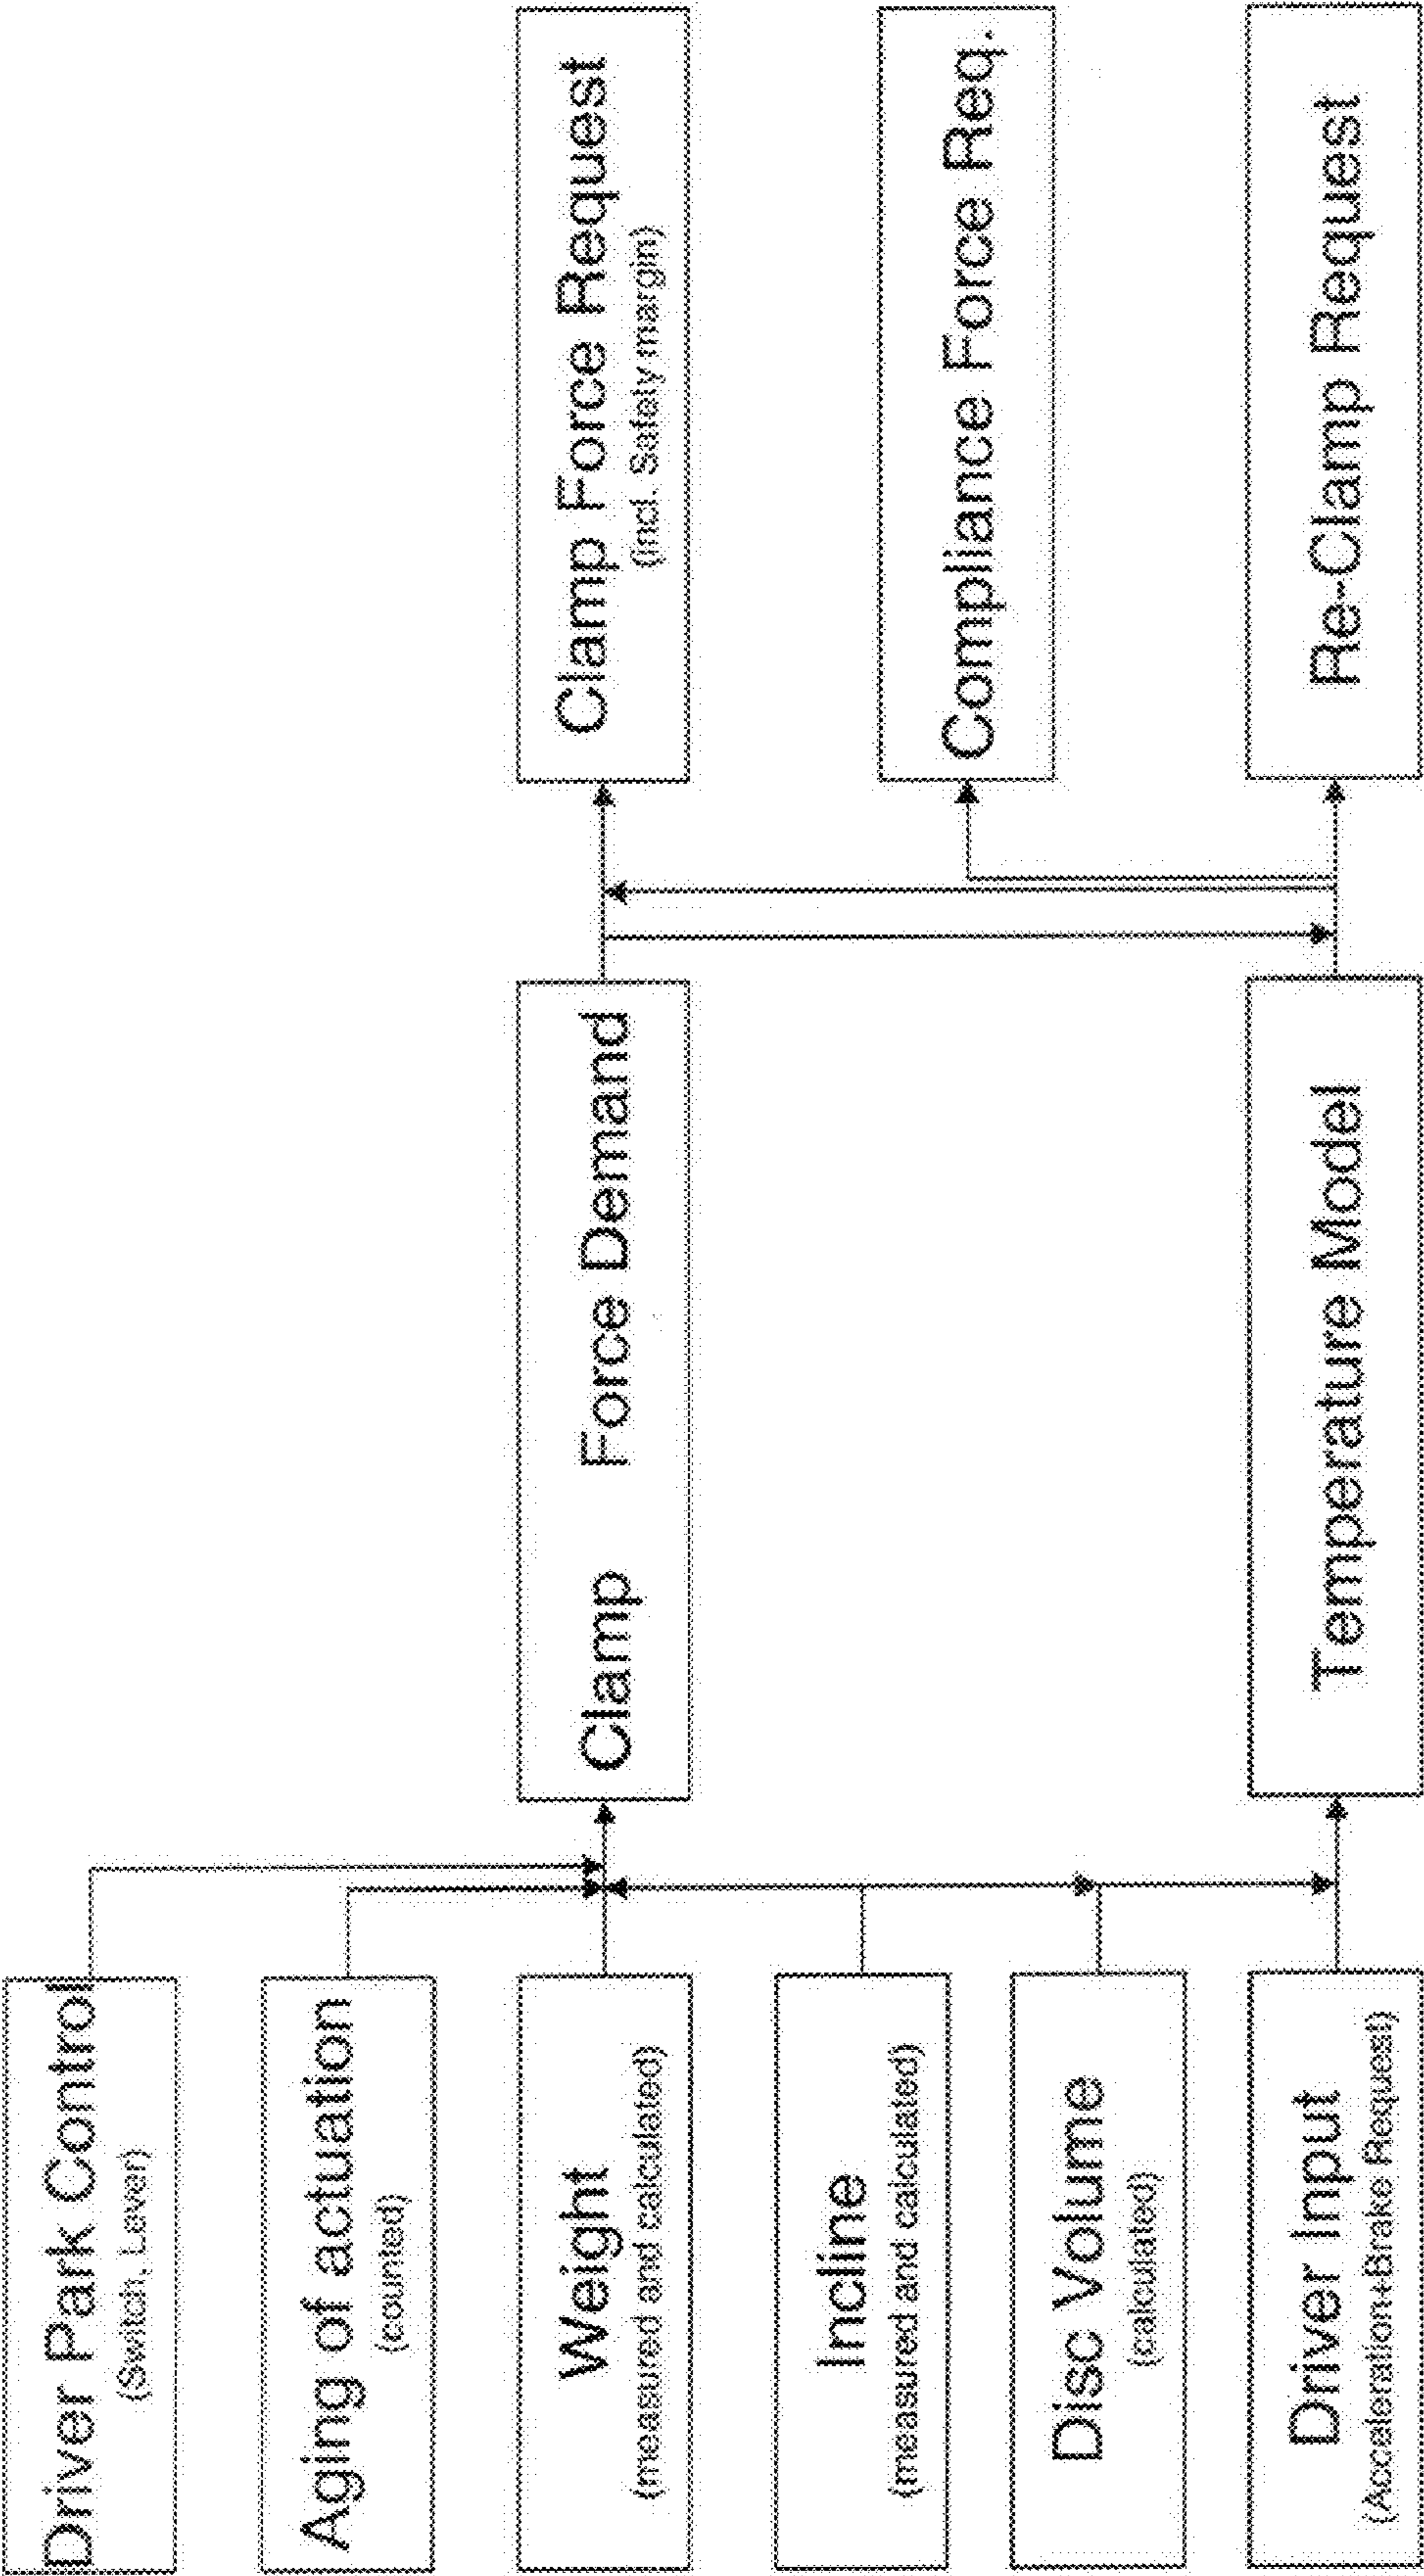 Driver Park Control
(Switch, Lever)
Aging of actuation
(counted)
Weight
(measured and calculated)
Incline
(measured and calculated)
Disc Volume
(calculated)
Driver Input
(Acceleration+Brake Request)
Clamp Force Demand
Temperature Model
Clamp Force Request
(incl. Safety margin)
Compliance Force Req.
Re-Clamp Request